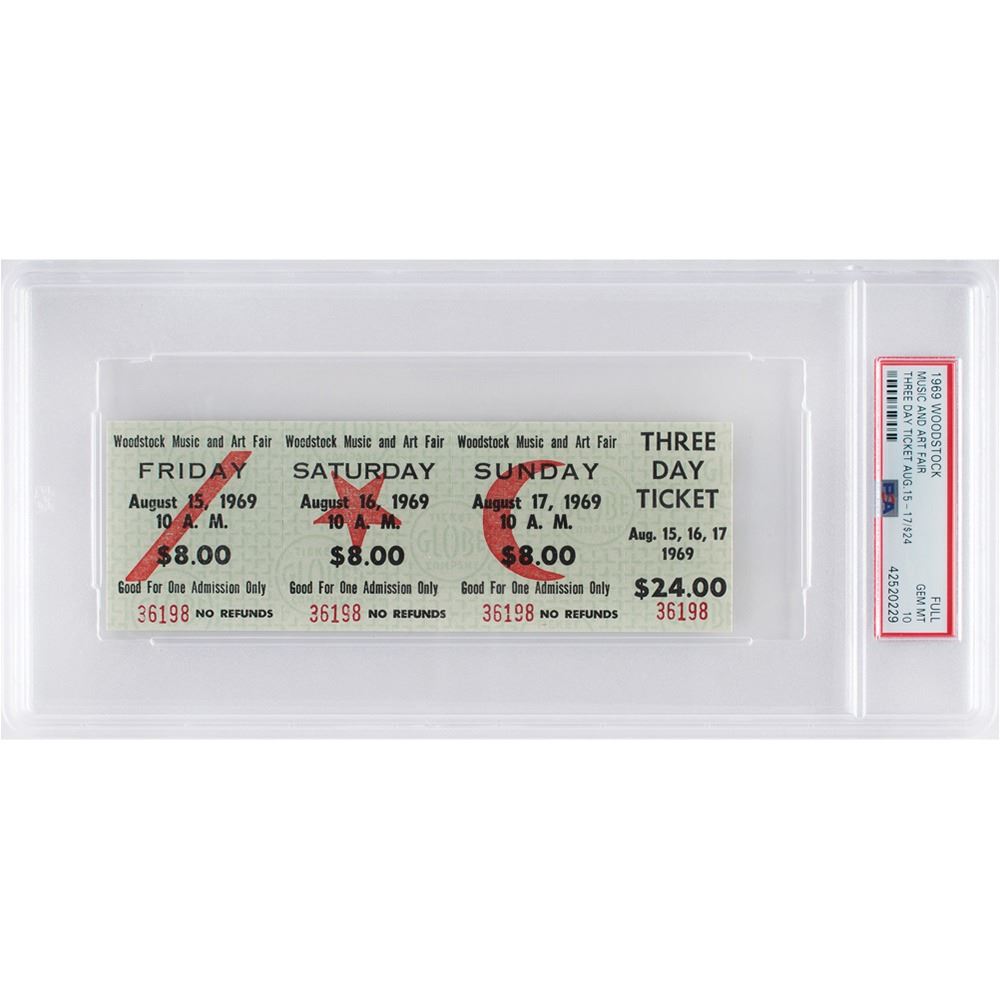 Woodstock Music and Art Fair
FRIDAY
August 15, 1969
10 A. M.
$8.00
Good For One Admission Only
36198 NO REFUNDS
Woodstock Music and Art Fair
SATURDAY
August 16, 1969
10 A. M.
$8.00
Good For One Admission Only
36198 NO REFUNDS
Woodstock Music and Art Fair
SUNDAY
August 17, 1969
10 A. M.
$8.00
Good For One Admission Only
36198 NO REFUNDS
THREE
DAY
TICKET
Aug. 15, 16, 17
1969
$24.00
36198
GLOBE
TICKET
COMPANY
1969 WOODSTOCK
MUSIC AND ART FAIR
THREE DAY TICKET AUG.15 - 17/$24
PSA
FULL
GEM MT
10
42520229